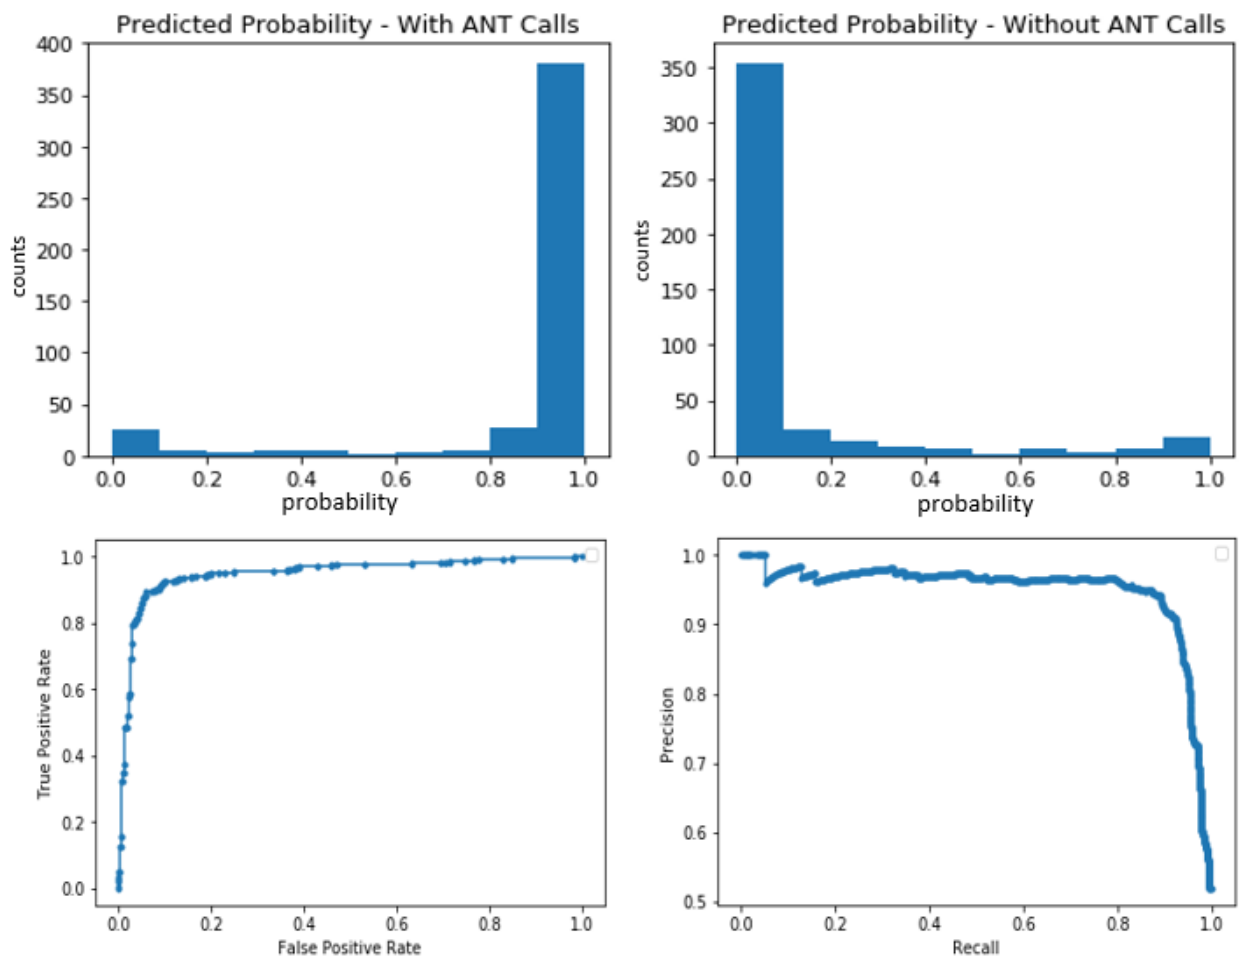 Predicted Probability - With ANT Calls
400
350
300
250
200
150
100
50
0
counts
0.0 0.2 0.4 0.6 0.8 1.0
probability
Predicted Probability - Without ANT Calls
350
300
250
200
150
100
50
0
counts
0.0 0.2 0.4 0.6 0.8 1.0
probability
1.0
0.8
0.6
0.4
0.2
0.0
True Positive Rate
0.0 0.2 0.4 0.6 0.8 1.0
False Positive Rate
1.0
0.9
0.8
0.7
0.6
0.5
Precision
0.0 0.2 0.4 0.6 0.8 1.0
Recall